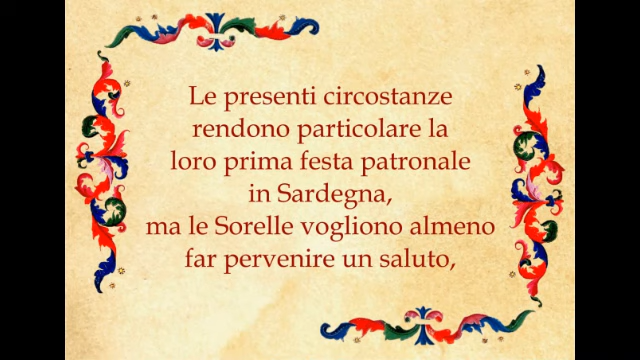 Le presenti circostanze
rendono particolare la
loro prima festa patronale
in Sardegna,
ma le Sorelle vogliono almeno
far pervenire un saluto,